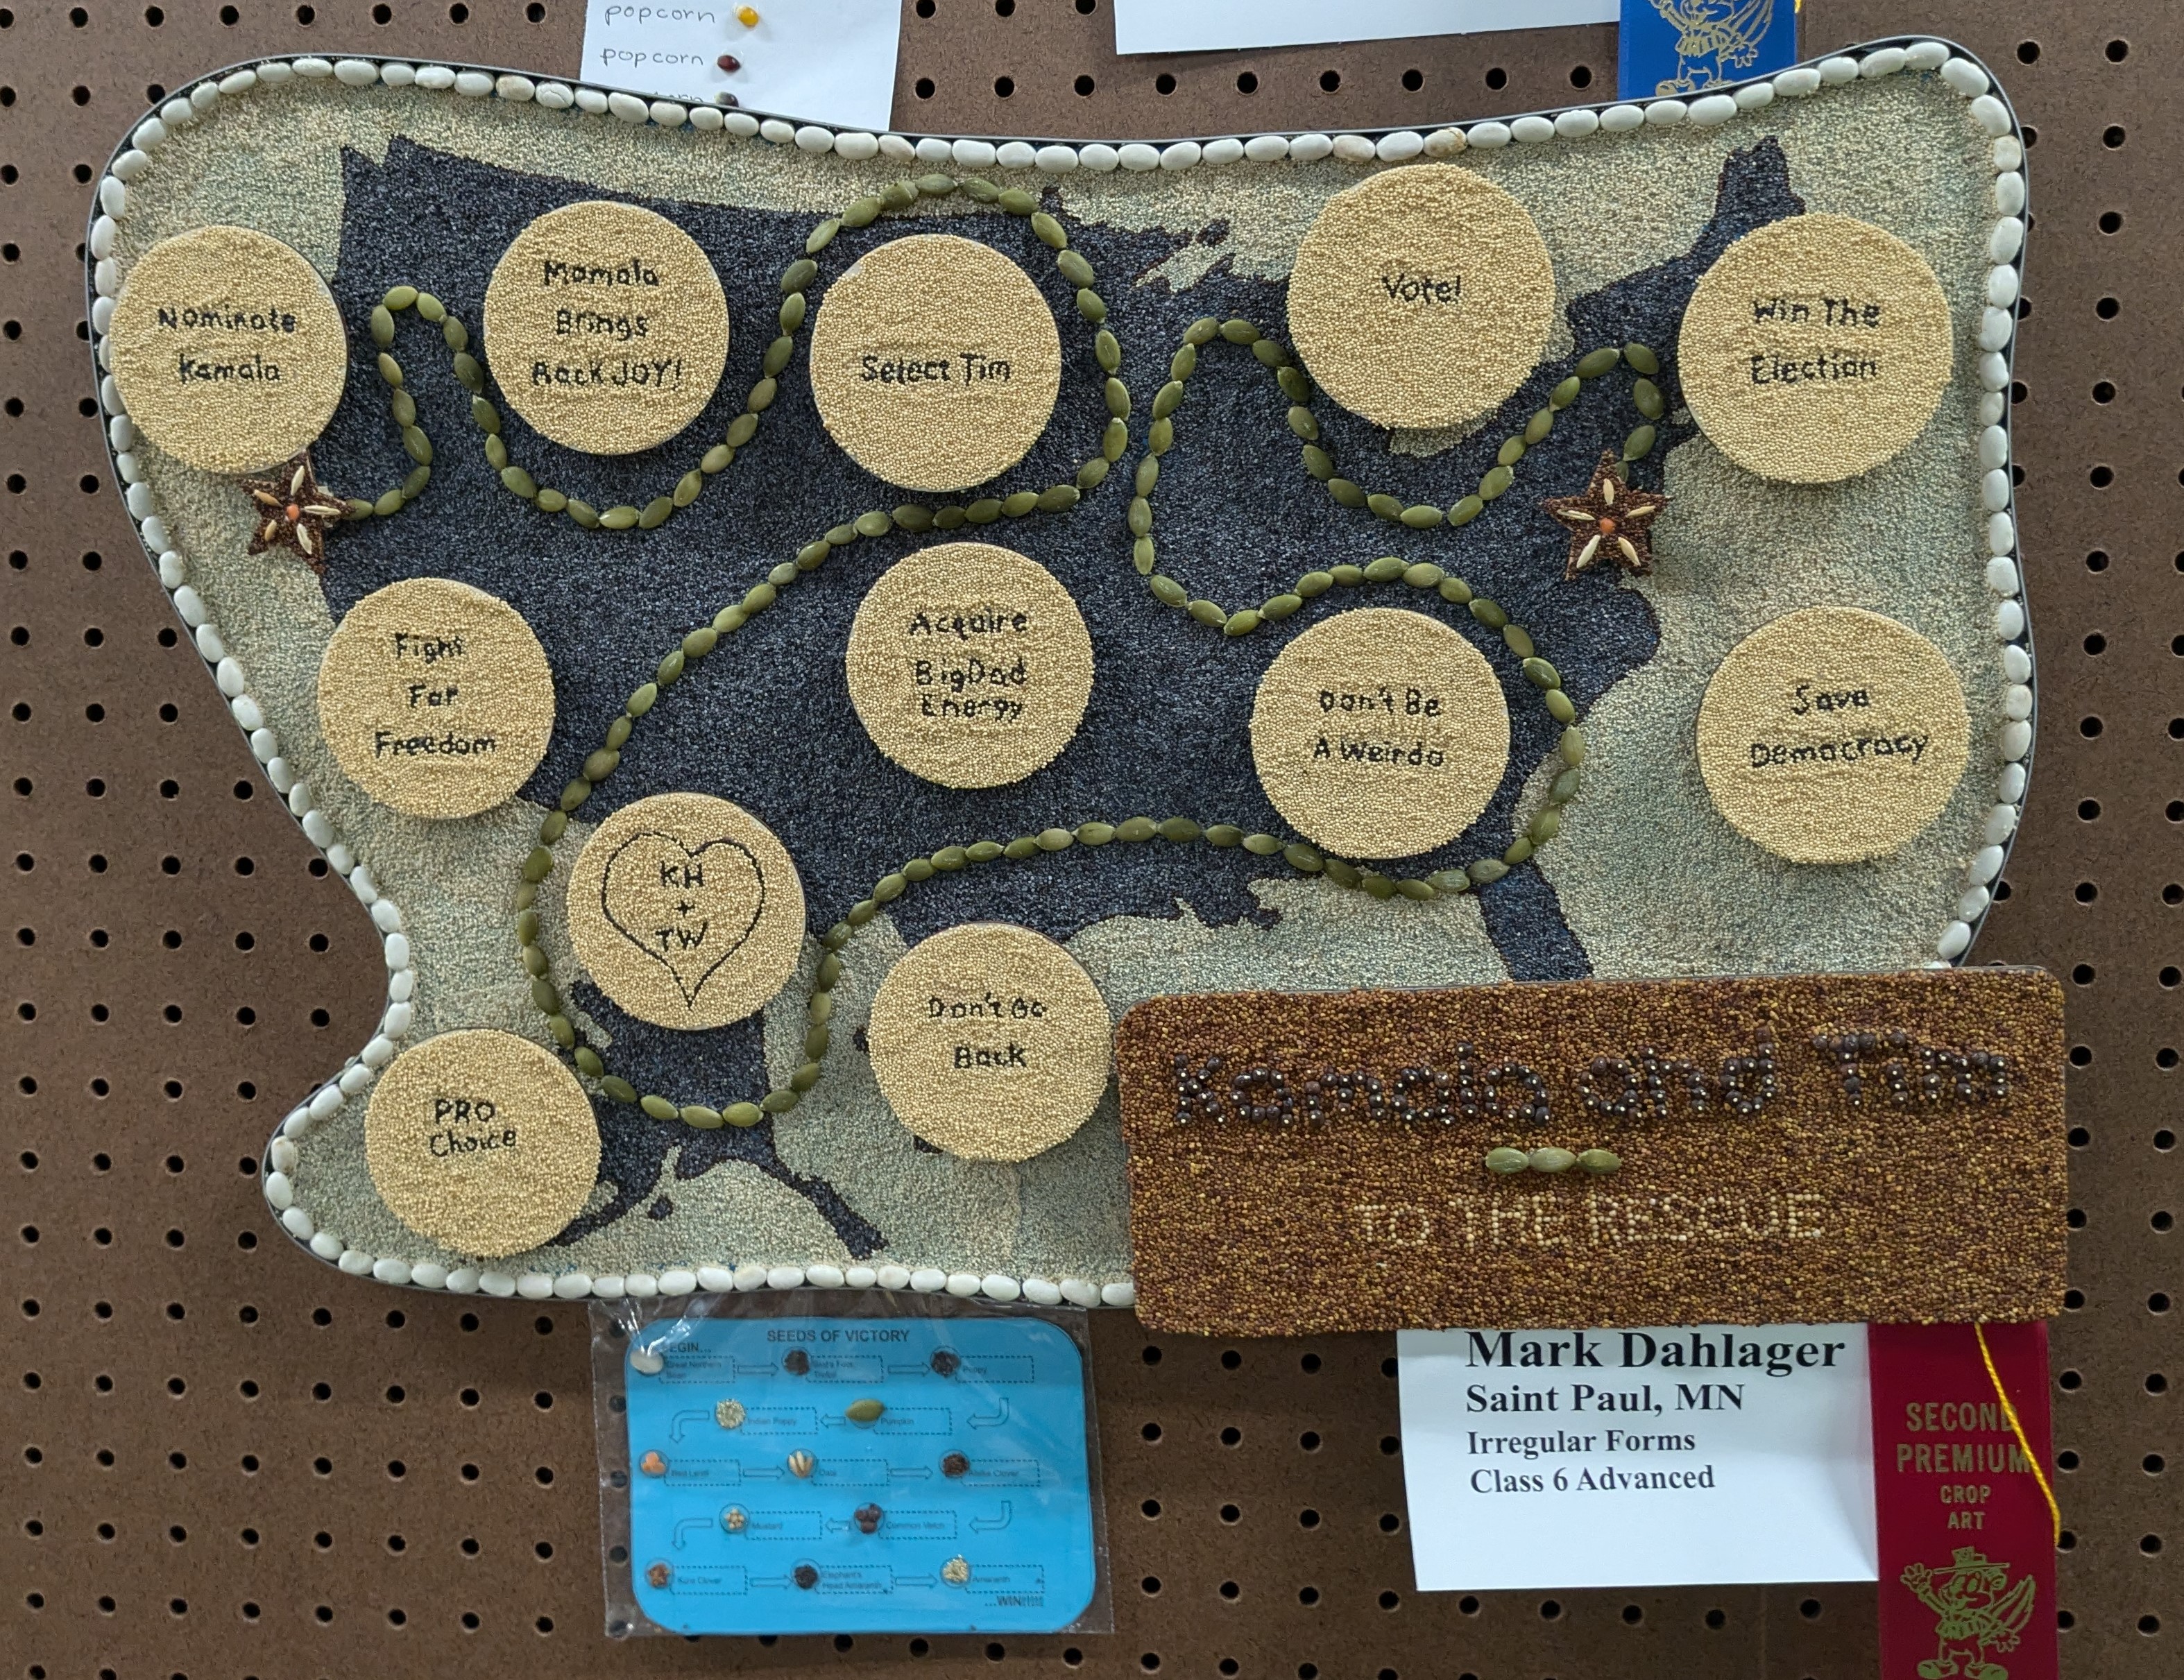 popcorn
popcorn
Nominate
Kamala
Momala
Brings
Back JOY!
Select Tim
Vote!
Win The
Election
Fight
For
Freedom
Acquire
Big Dad
Energy
Don't Be
A Weirdo
Save
Democracy
KH
+
TW
Don't Go
Back
PRO
Choice
Kamala and Tim
TO THE RESCUE
SEEDS OF VICTORY
Great Northern
Bean
Bird's Foot
Trefoil
Poppy
Indian Poppy
Pumpkin
Red Lentil
Oats
Alsike Clover
Mustard
Common Vetch
Kura Clover
Elephant's
Head Amaranth
Amaranth
...WIN!!!!!!
Mark Dahlager
Saint Paul, MN
Irregular Forms
Class 6 Advanced
SECOND
PREMIUM
CROP
ART